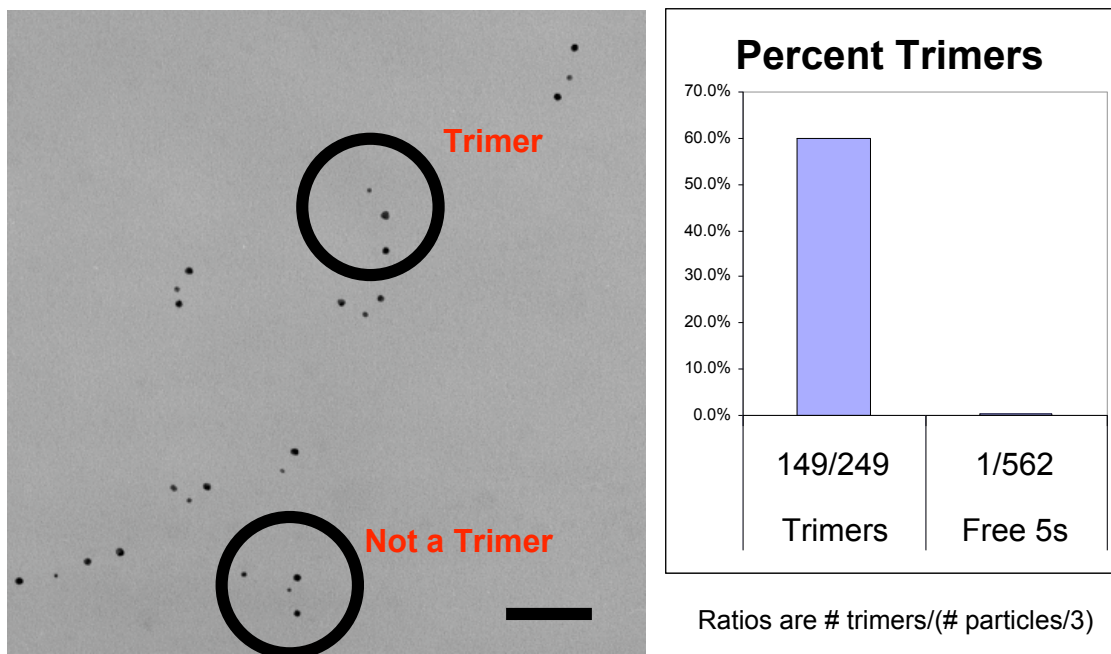 Trimer
Not a Trimer
Percent Trimers
70.0%
60.0%
50.0%
40.0%
30.0%
20.0%
10.0%
0.0%
149/249 1/562
Trimers Free 5s
Ratios are # trimers/(# particles/3)